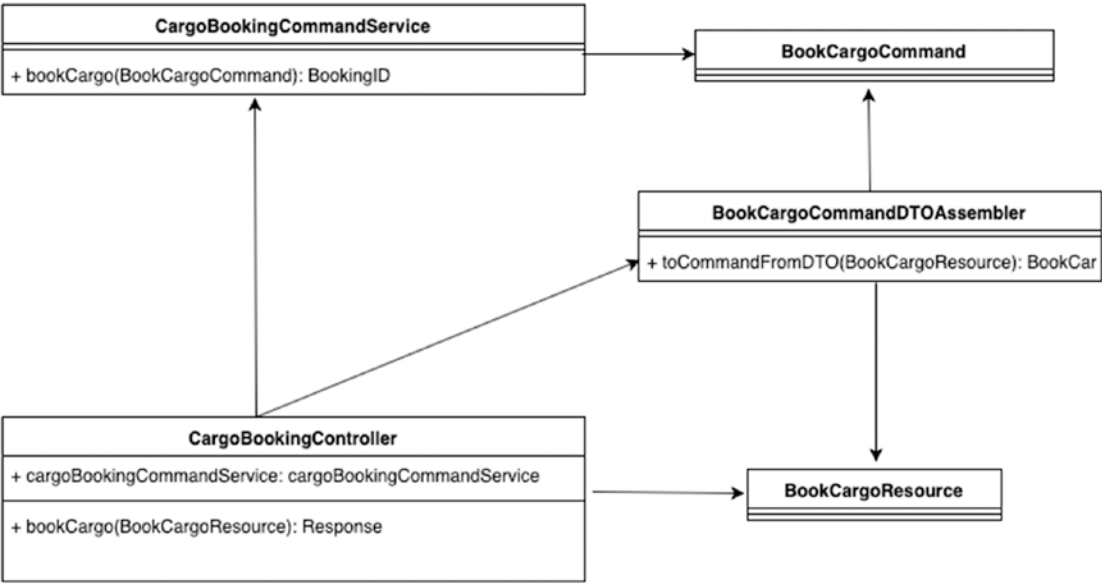 CargoBookingCommandService
+ bookCargo(BookCargoCommand): BookingID
BookCargoCommand
BookCargoCommandDTOAssembler
+ toCommandFromDTO(BookCargoResource): BookCar
CargoBookingController
+ cargoBookingCommandService: cargoBookingCommandService
+ bookCargo(BookCargoResource): Response
BookCargoResource